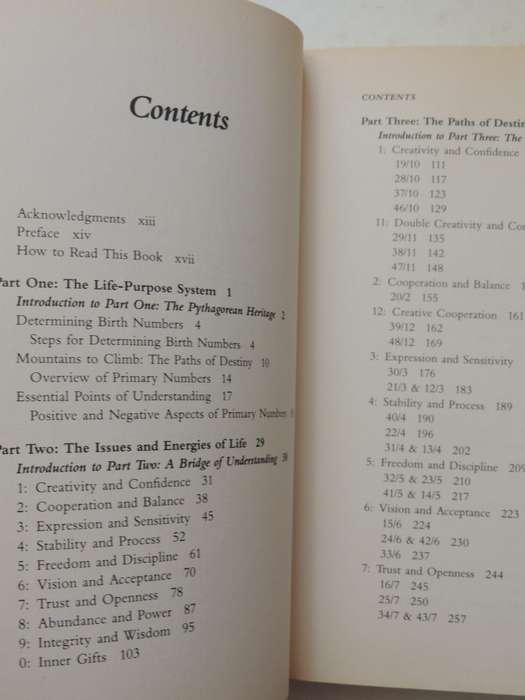 Contents
Acknowledgments xiii
Preface xiv
How to Read This Book xvii
Part One: The Life-Purpose System 1
Introduction to Part One: The Pythagorean Heritage 2
Determining Birth Numbers 4
Steps for Determining Birth Numbers 4
Mountains to Climb: The Paths of Destiny 10
Overview of Primary Numbers 14
Essential Points of Understanding 17
Positive and Negative Aspects of Primary Numbers
Part Two: The Issues and Energies of Life 29
Introduction to Part Two: A Bridge of Understanding 30
1: Creativity and Confidence 31
2: Cooperation and Balance 38
3: Expression and Sensitivity 45
4: Stability and Process 52
5: Freedom and Discipline 61
6: Vision and Acceptance 70
7: Trust and Openness 78
8: Abundance and Power 87
9: Integrity and Wisdom 95
0: Inner Gifts 103
CONTENTS
Part Three: The Paths of Destin
Introduction to Part Three: The
1: Creativity and Confidence
19/10 111
28/10 117
37/10 123
46/10 129
11: Double Creativity and Con
29/11 135
38/11 142
47/11 148
2: Cooperation and Balance 1
20/2 155
12: Creative Cooperation 161
39/12 162
48/12 169
3: Expression and Sensitivity
30/3 176
21/3 & 12/3 183
4: Stability and Process 189
40/4 190
22/4 196
31/4 & 13/4 202
5: Freedom and Discipline 209
32/5 & 23/5 210
41/5 & 14/5 217
6: Vision and Acceptance 223
15/6 224
24/6 & 42/6 230
33/6 237
7: Trust and Openness 244
16/7 245
25/7 250
34/7 & 43/7 257